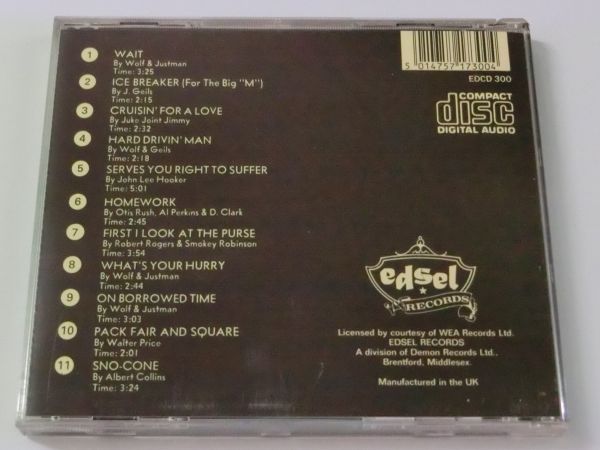 1 WAIT
By Wolf & Justman
Time: 3:25
2 ICE BREAKER (For The Big "M")
By J. Geils
Time: 2:15
3 CRUISIN' FOR A LOVE
By Juke Joint Jimmy
Time: 2:32
4 HARD DRIVIN' MAN
By Wolf & Geils
Time: 2:18
5 SERVES YOU RIGHT TO SUFFER
By John Lee Hooker
Time: 5:01
6 HOMEWORK
By Otis Rush, Al Perkins & D. Clark
Time: 2:45
7 FIRST I LOOK AT THE PURSE
By Robert Rogers & Smokey Robinson
Time: 3:54
8 WHAT'S YOUR HURRY
By Wolf & Justman
Time: 2:44
9 ON BORROWED TIME
By Wolf & Justman
Time: 3:03
10 PACK FAIR AND SQUARE
By Walter Price
Time: 2:01
11 SNO-CONE
By Albert Collins
Time: 3:24
5 014757 173004
EDCD 300
COMPACT
disc
DIGITAL AUDIO
edsel
RECORDS
Licensed by courtesy of WEA Records Ltd.
EDSEL RECORDS
A division of Demon Records Ltd..
Brentford, Middlesex.
Manufactured in the UK